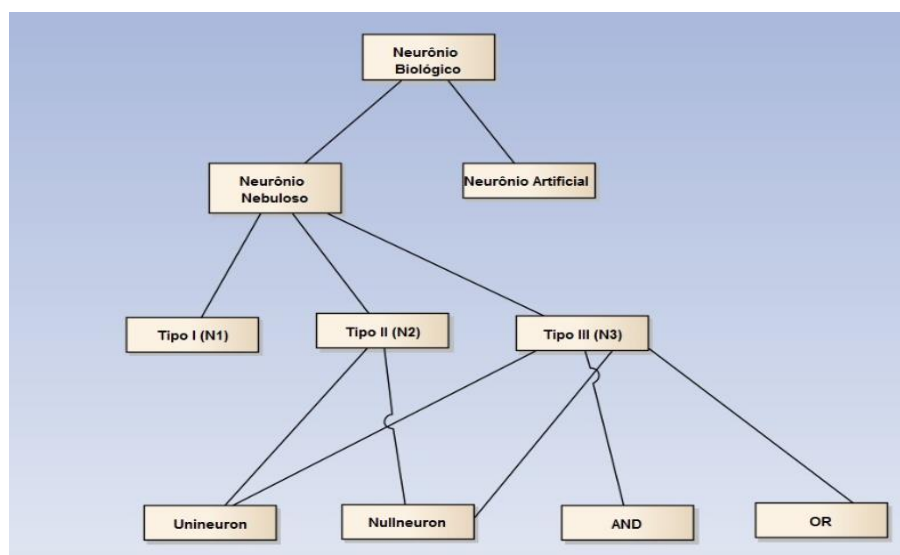 Neurônio
Biológico
Neurônio
Nebuloso
Neurônio Artificial
Tipo I (N1)
Tipo II (N2)
Tipo III (N3)
Unineuron
Nullneuron
AND
OR